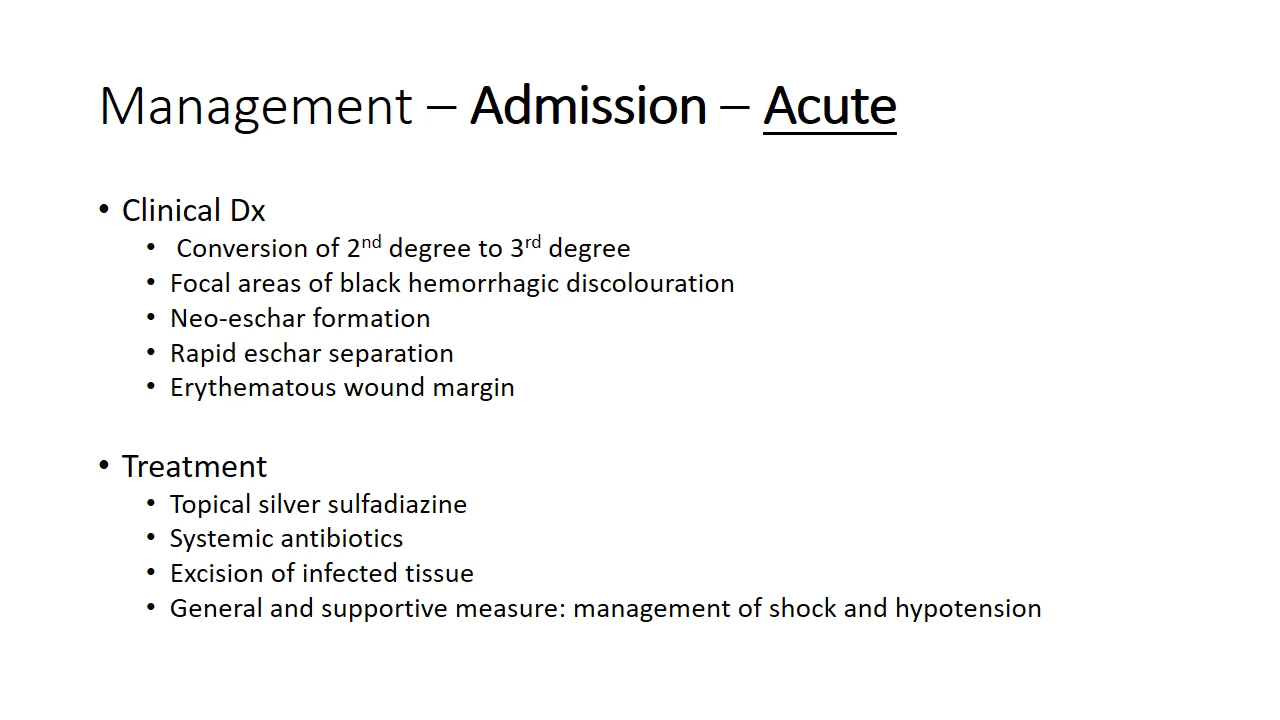 Management – Admission – Acute
• Clinical Dx
• Conversion of 2nd degree to 3rd degree
• Focal areas of black hemorrhagic discolouration
• Neo-eschar formation
• Rapid eschar separation
• Erythematous wound margin
• Treatment
• Topical silver sulfadiazine
• Systemic antibiotics
• Excision of infected tissue
• General and supportive measure: management of shock and hypotension